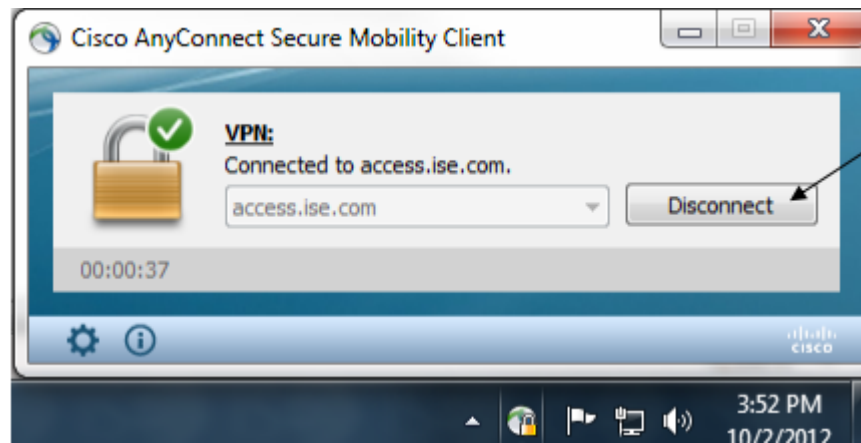 Cisco AnyConnect Secure Mobility Client
VPN:
Connected to access.ise.com.
access.ise.com
Disconnect
00:00:37
CISCO
3:52 PM
10/2/2012